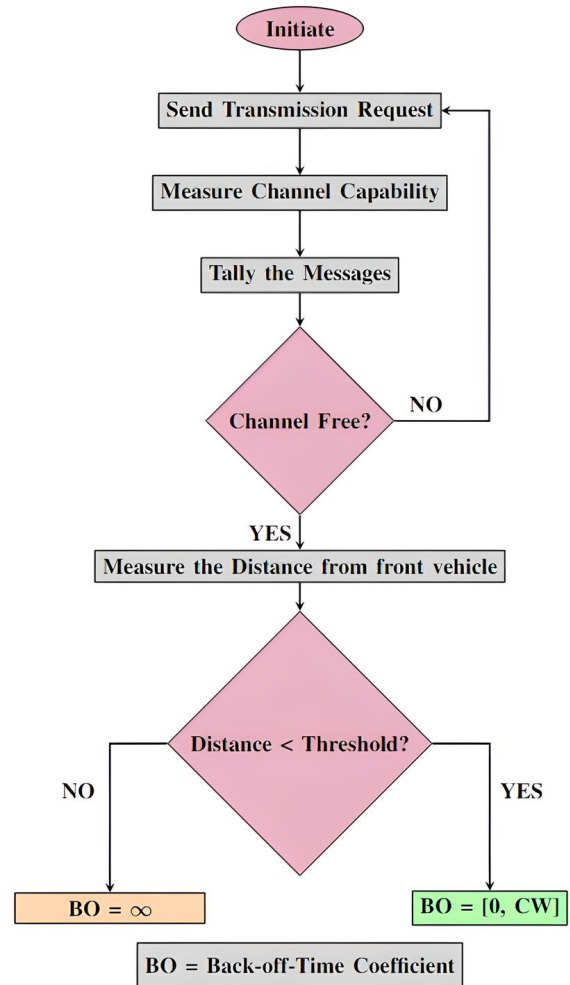 Initiate
Send Transmission Request
Measure Channel Capability
Tally the Messages
Channel Free?
NO
YES
Measure the Distance from front vehicle
Distance < Threshold?
NO
YES
BO = ∞
BO = [0, CW]
BO = Back-off-Time Coefficient